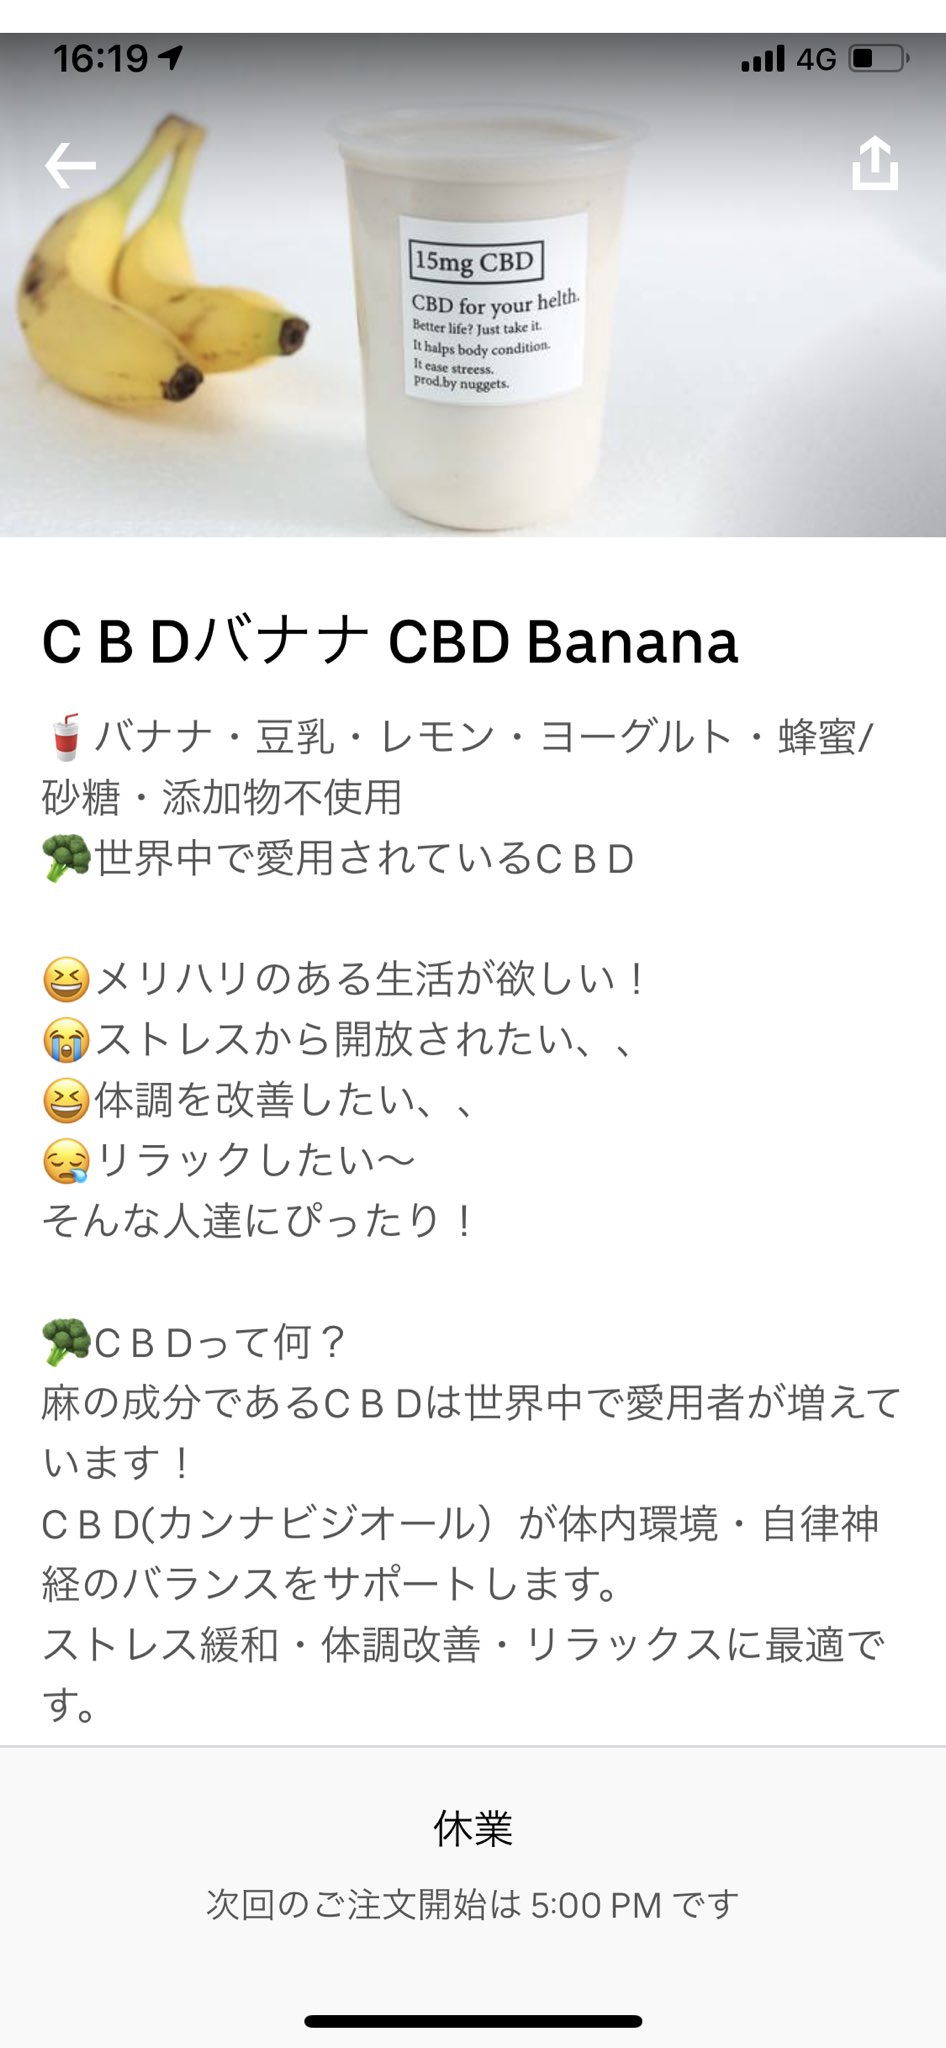 16:19
4G
15mg CBD
CBD for your helth.
Better life? Just take it.
It halps body condition.
It ease streess.
prod.by nuggets.
ＣＢＤバナナ CBD Banana
🥤バナナ・豆乳・レモン・ヨーグルト・蜂蜜/
砂糖・添加物不使用
🥦世界中で愛用されているＣＢＤ
😆メリハリのある生活が欲しい！
😭ストレスから開放されたい、、
😆体調を改善したい、、
😪リラックしたい〜
そんな人達にぴったり！
🥦ＣＢＤって何？
麻の成分であるＣＢＤは世界中で愛用者が増えて
います！
ＣＢＤ(カンナビジオール）が体内環境・自律神
経のバランスをサポートします。
ストレス緩和・体調改善・リラックスに最適で
す。
休業
次回のご注文開始は 5:00 PM です